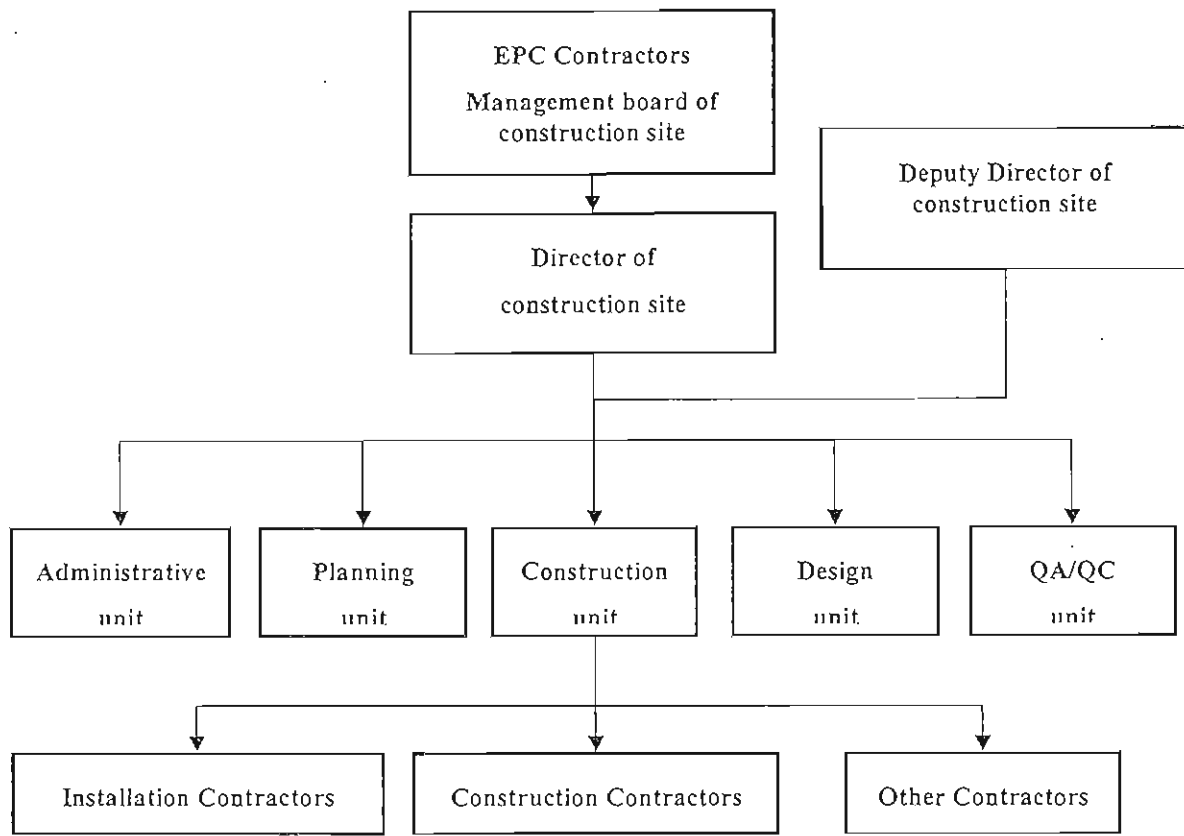 EPC Contractors
Management board of
construction site
Deputy Director of
construction site
Director of
construction site
Administrative
unit
Planning
unit
Construction
unit
Design
unit
QA/QC
unit
Installation Contractors
Construction Contractors
Other Contractors